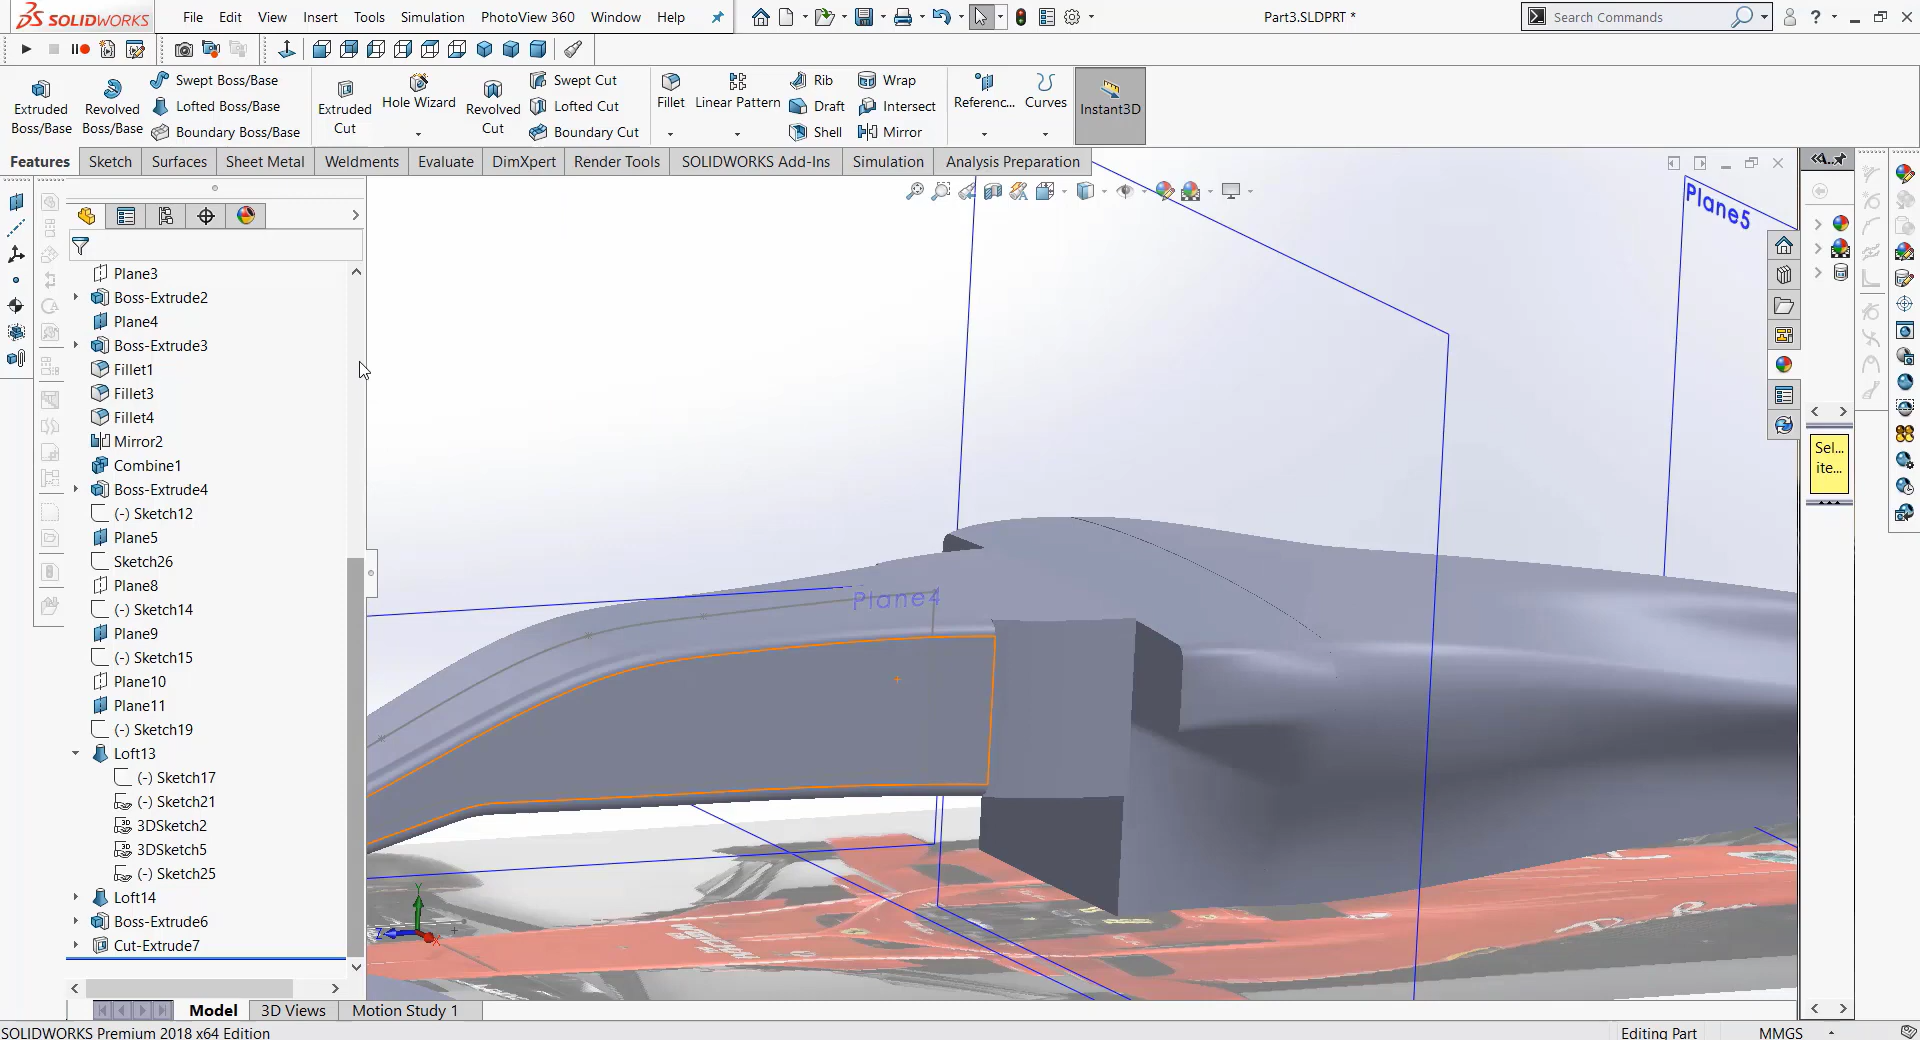 SOLIDWORKS File Edit View Insert Tools Simulation PhotoView 360 Window Help Part3.SLDPRT * Search Commands ?
Extruded Boss/Base Revolved Boss/Base Swept Boss/Base Lofted Boss/Base Boundary Boss/Base Extruded Cut Hole Wizard Revolved Cut Swept Cut Lofted Cut Boundary Cut Fillet Linear Pattern Rib Draft Shell Wrap Intersect Mirror Referenc... Curves Instant3D
Features Sketch Surfaces Sheet Metal Weldments Evaluate DimXpert Render Tools SOLIDWORKS Add-Ins Simulation Analysis Preparation
A...
Plane5
Plane3
Boss-Extrude2
Plane4
Boss-Extrude3
Fillet1
Fillet3
Fillet4
Mirror2
Combine1
Boss-Extrude4
(-) Sketch12
Plane5
Sketch26
Plane8
(-) Sketch14
Plane9
(-) Sketch15
Plane10
Plane11
(-) Sketch19
Loft13
(-) Sketch17
(-) Sketch21
3DSketch2
3DSketch5
(-) Sketch25
Loft14
Boss-Extrude6
Cut-Extrude7
Plane4
Sel...
ite...
Y
Z
X
Model 3D Views Motion Study 1
SOLIDWORKS Premium 2018 x64 Edition Editing Part MMGS